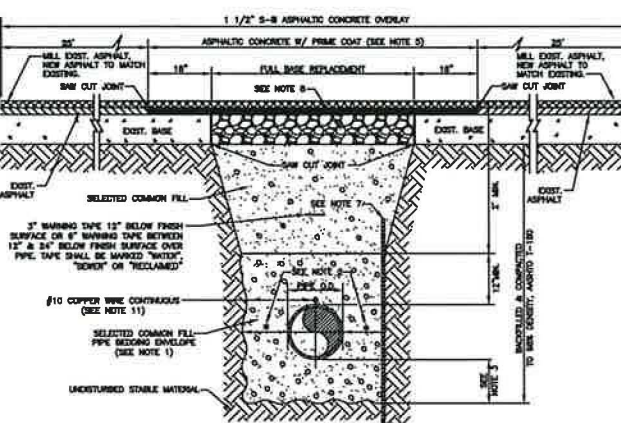 1 1/2" S-III ASPHALTIC CONCRETE OVERLAY
25'
ASPHALTIC CONCRETE W/ PRIME COAT (SEE NOTE 5)
25'
MILL EXIST. ASPHALT,
NEW ASPHALT TO MATCH
EXISTING.
MILL EXIST. ASPHALT,
NEW ASPHALT TO
MATCH EXISTING.
18"
FULL BASE REPLACEMENT
18"
SAW CUT JOINT
SEE NOTE 6
SAW CUT JOINT
EXIST. BASE
EXIST. BASE
EXIST.
ASPHALT
EXIST.
ASPHALT
SAW CUT JOINT
SELECTED COMMON FILL
SEE NOTE 7
2' MIN.
3" WARNING TAPE 12" BELOW FINISH
SURFACE OR 6" WARNING TAPE BETWEEN
12" & 24" BELOW FINISH SURFACE OVER
PIPE. TAPE SHALL BE MARKED "WATER",
"SEWER" OR "RECLAIMED"
SEE NOTE 2
PIPE O.D.
12" MIN.
#10 COPPER WIRE CONTINUOUS
(SEE NOTE 11)
SELECTED COMMON FILL
PIPE BEDDING ENVELOPE
(SEE NOTE 1)
SEE
NOTE 3
BACKFILLED & COMPACTED
TO 98% DENSITY, AASHTO T-180
UNDISTURBED STABLE MATERIAL